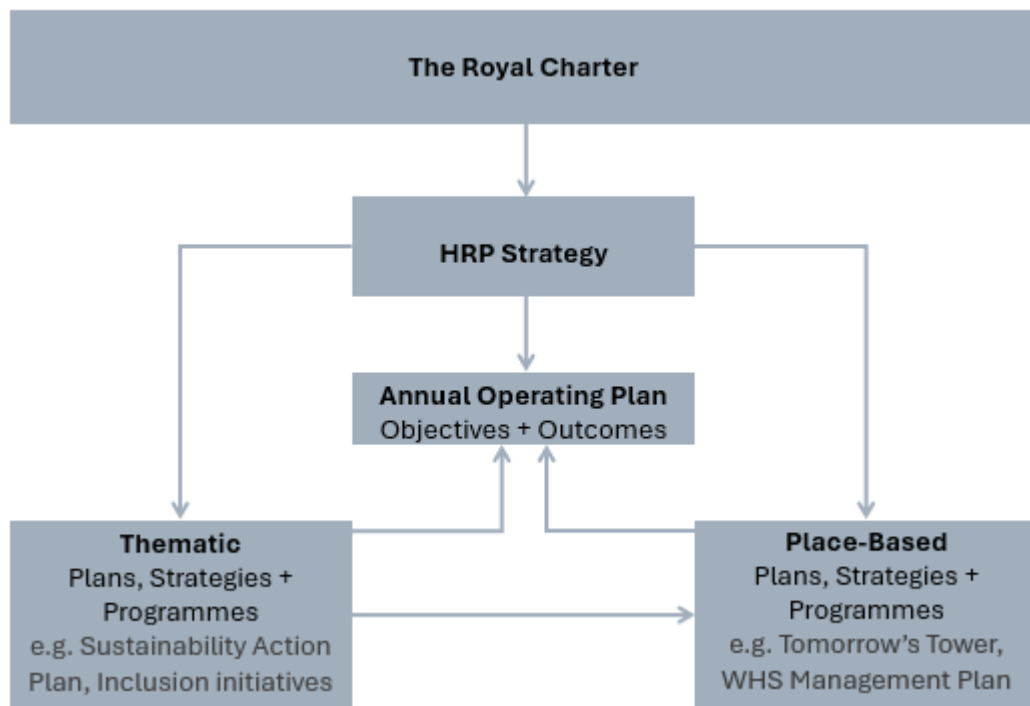 The Royal Charter
HRP Strategy
Annual Operating Plan
Objectives + Outcomes
Thematic
Plans, Strategies +
Programmes
e.g. Sustainability Action
Plan, Inclusion initiatives
Place-Based
Plans, Strategies +
Programmes
e.g. Tomorrow’s Tower,
WHS Management Plan